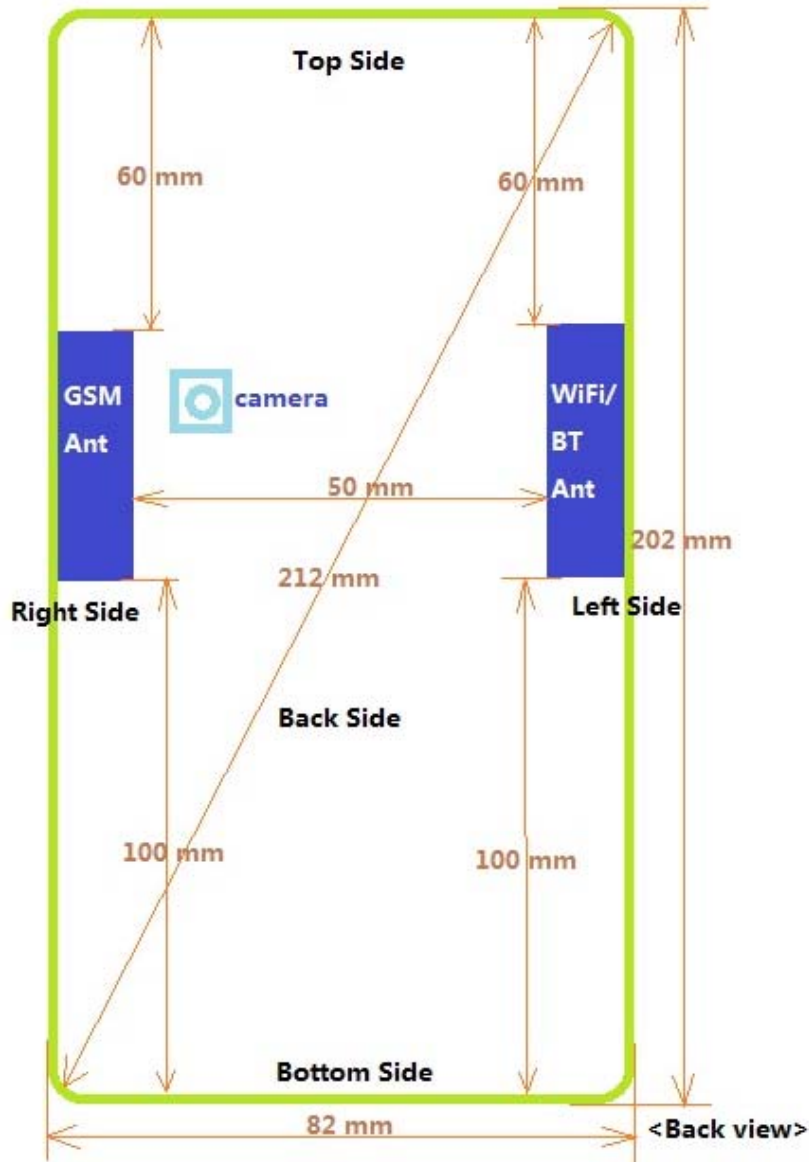 Top Side
60 mm
60 mm
GSM
Ant
camera
WiFi/
BT
Ant
50 mm
202 mm
212 mm
Right Side
Left Side
Back Side
100 mm
100 mm
Bottom Side
82 mm
<Back view>